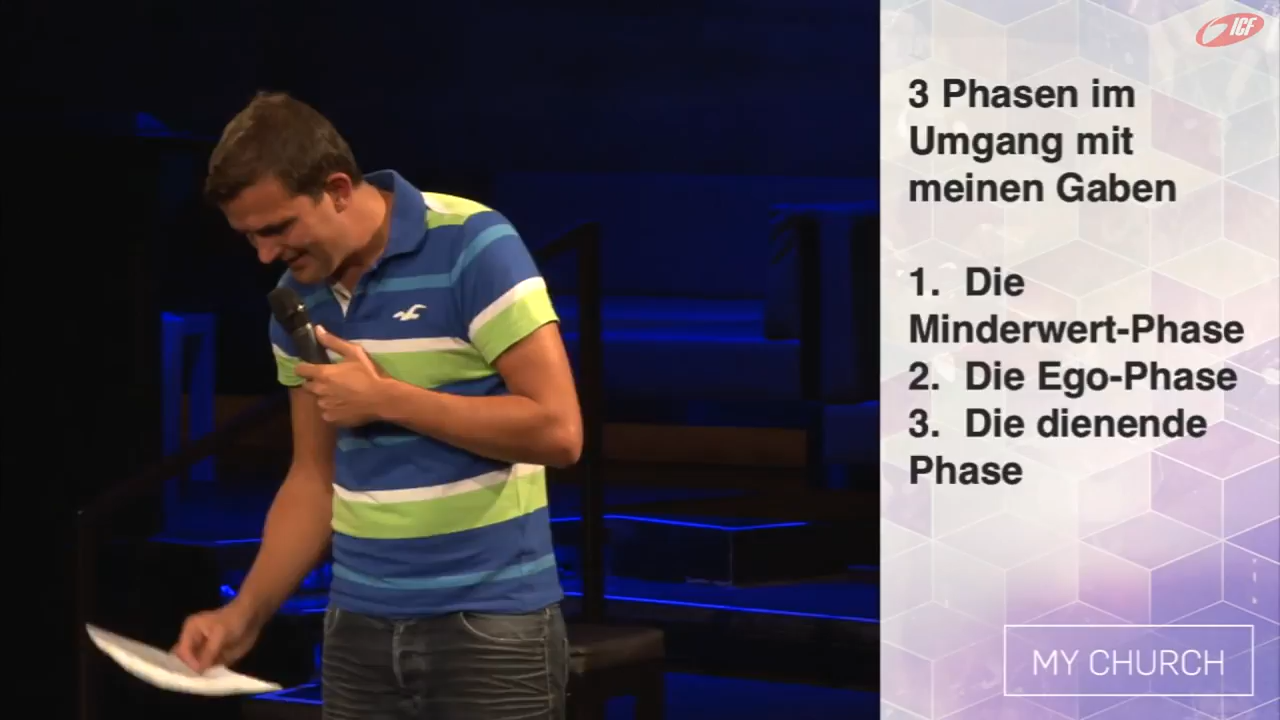 ICF
3 Phasen im
Umgang mit
meinen Gaben
1. Die
Minderwert-Phase
2. Die Ego-Phase
3. Die dienende
Phase
MY CHURCH